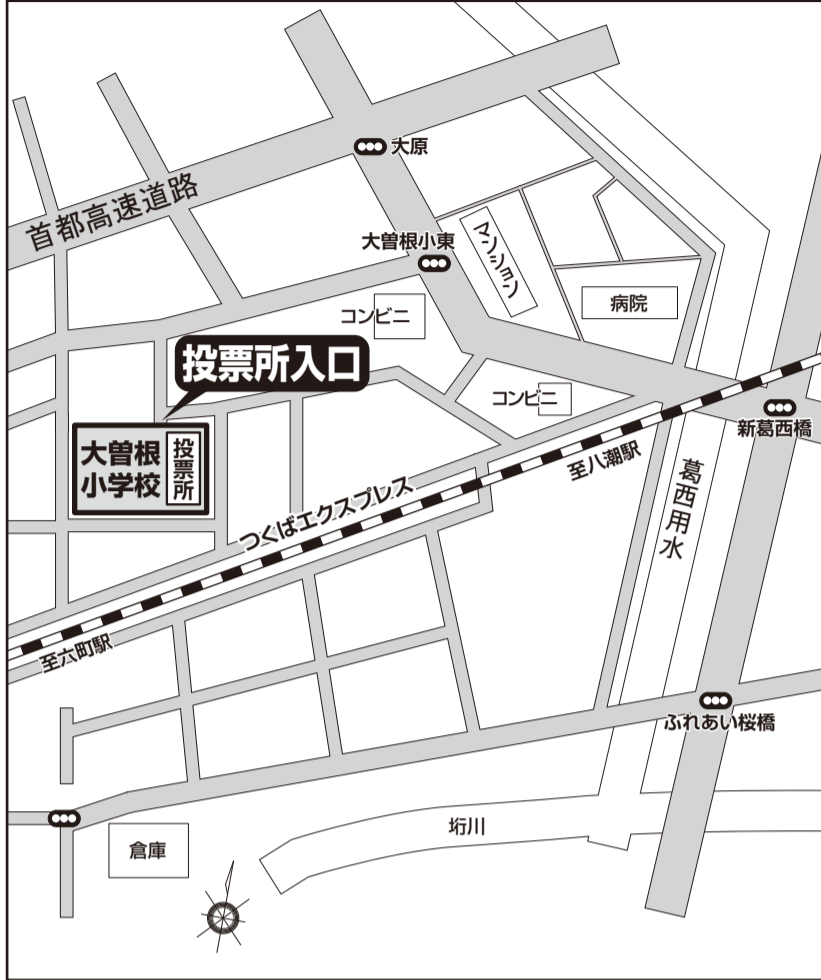 大原
首都高速道路
大曽根小東
マンション
コンビニ
病院
投票所入口
コンビニ
新葛西橋
大曽根
小学校
投票所
つくばエクスプレス
至八潮駅
葛西用水
至六町駅
ふれあい桜橋
垳川
倉庫